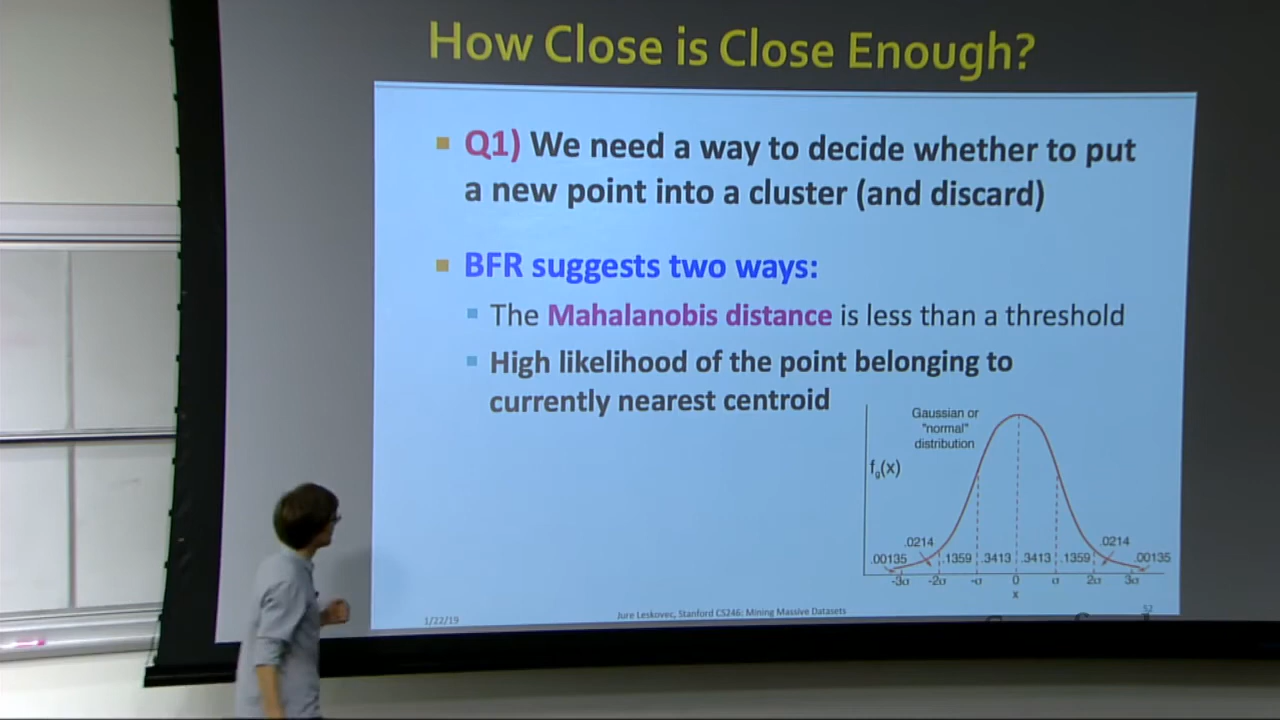 How Close is Close Enough?
Q1) We need a way to decide whether to put
a new point into a cluster (and discard)
BFR suggests two ways:
The Mahalanobis distance is less than a threshold
High likelihood of the point belonging to
currently nearest centroid
Gaussian or
"normal"
distribution
fg(x)
.0214 .0214
.00135 .1359 .3413 .3413 .1359 .00135
-3σ -2σ -σ 0 σ 2σ 3σ
x
1/22/19 Jure Leskovec, Stanford CS246: Mining Massive Datasets 52